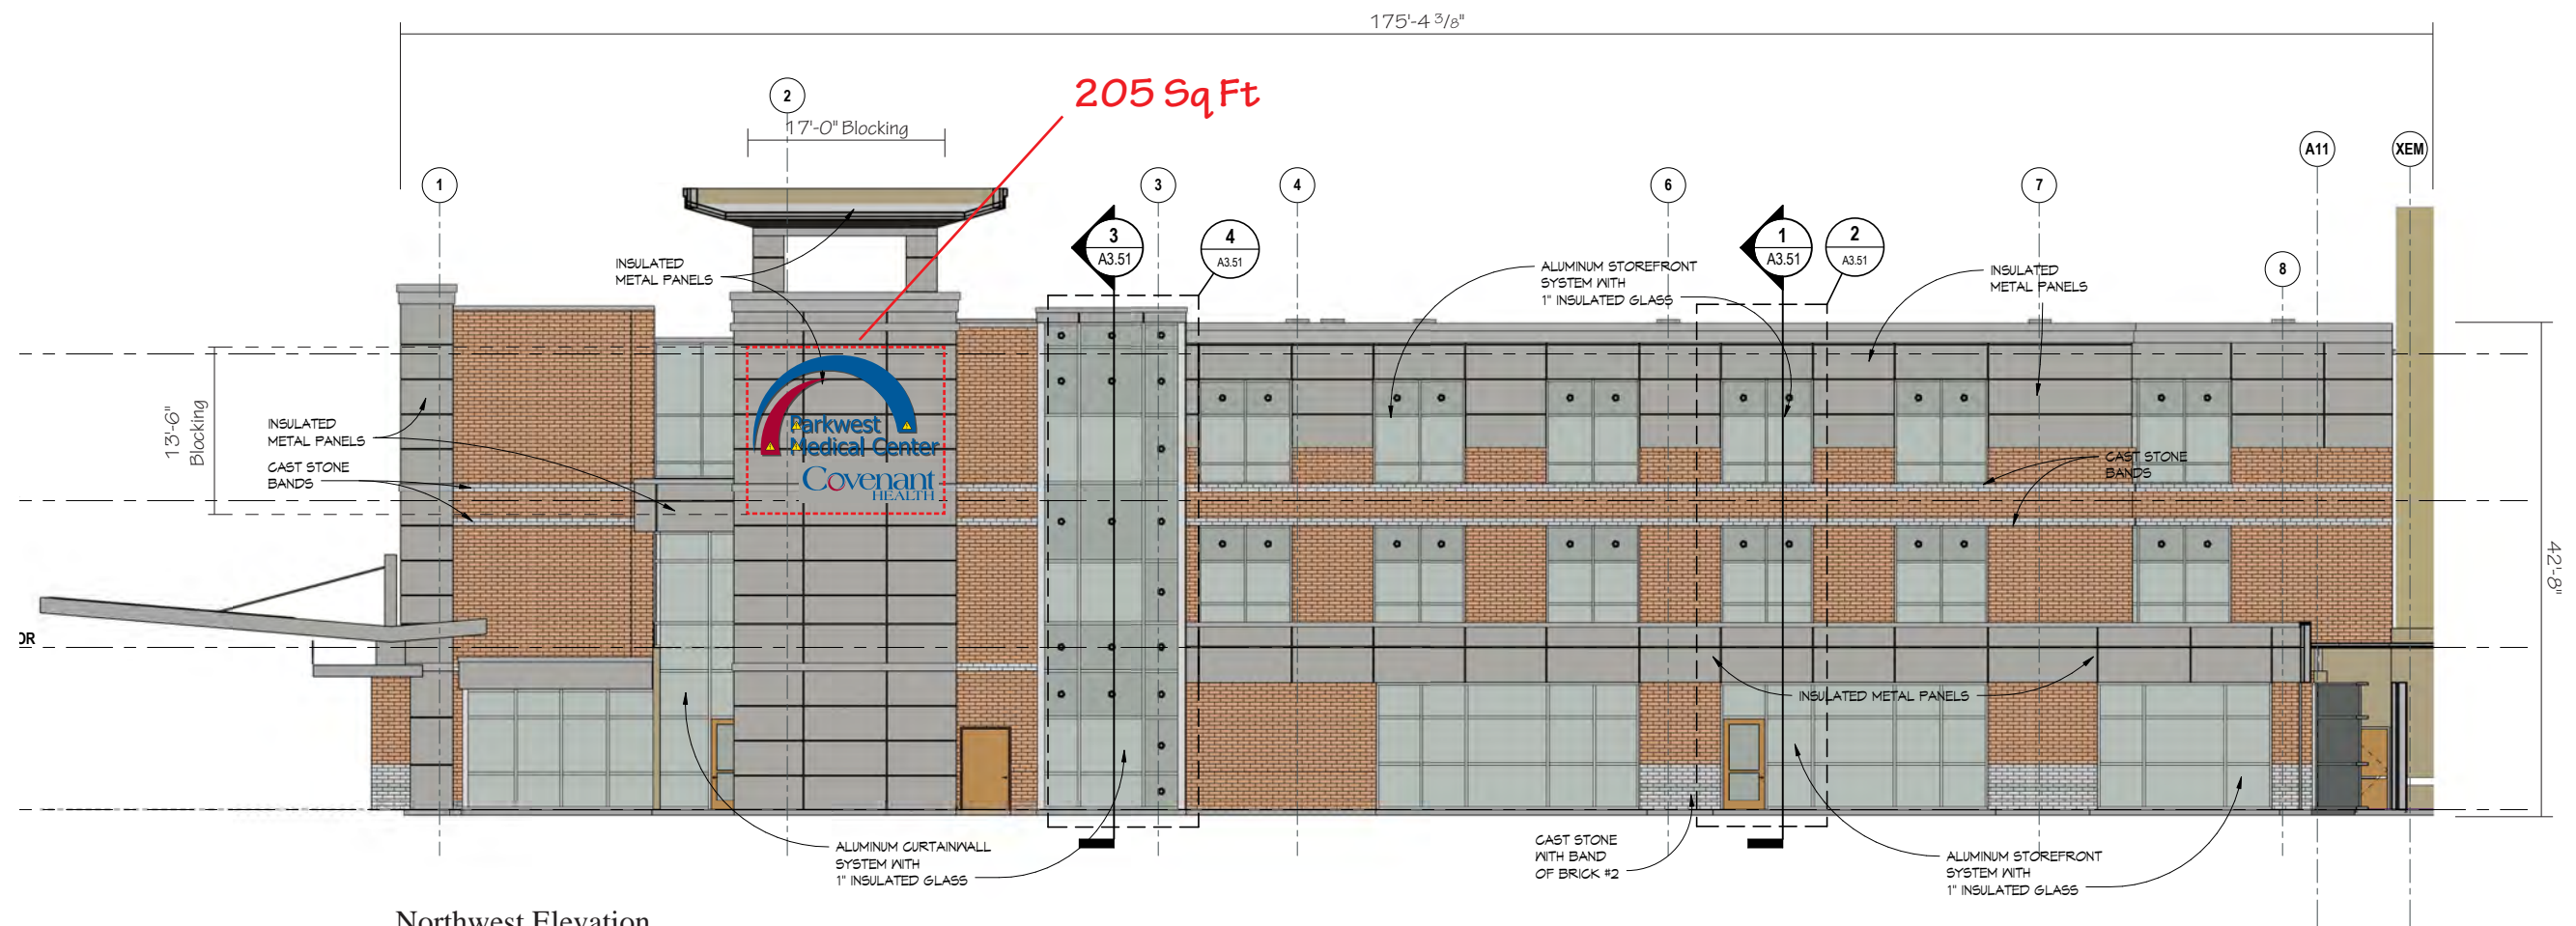 175'-4 3/8"
205 Sq Ft
2
17'-0" Blocking
A11
XEM
1
3
4
6
7
3
A3.51
4
A3.51
1
A3.51
2
A3.51
8
INSULATED
METAL PANELS
ALUMINUM STOREFRONT
SYSTEM WITH
1" INSULATED GLASS
INSULATED
METAL PANELS
13'-6"
Blocking
INSULATED
METAL PANELS
CAST STONE
BANDS
Parkwest
Medical Center
Covenant
HEALTH
CAST STONE
BANDS
42'-8"
OR
INSULATED METAL PANELS
ALUMINUM CURTAINWALL
SYSTEM WITH
1" INSULATED GLASS
CAST STONE
WITH BAND
OF BRICK #2
ALUMINUM STOREFRONT
SYSTEM WITH
1" INSULATED GLASS
Northwest Elevation